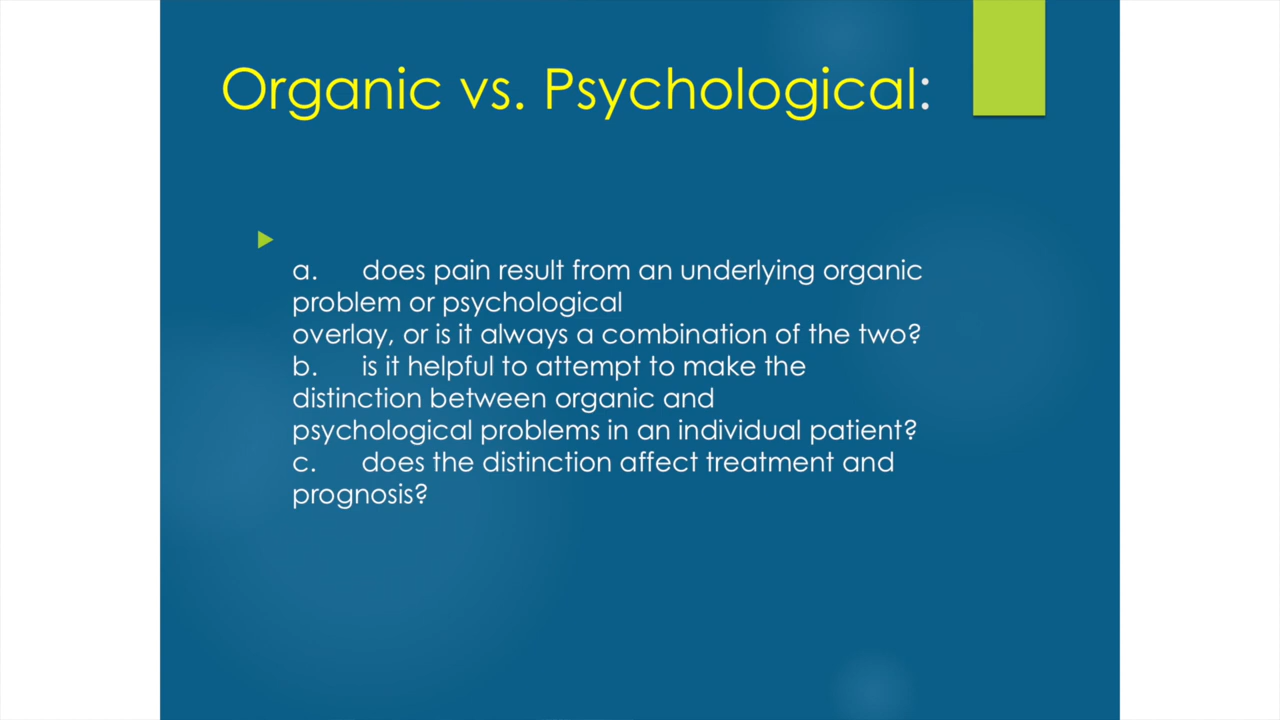 Organic vs. Psychological:
a. does pain result from an underlying organic
problem or psychological
overlay, or is it always a combination of the two?
b. is it helpful to attempt to make the
distinction between organic and
psychological problems in an individual patient?
c. does the distinction affect treatment and
prognosis?